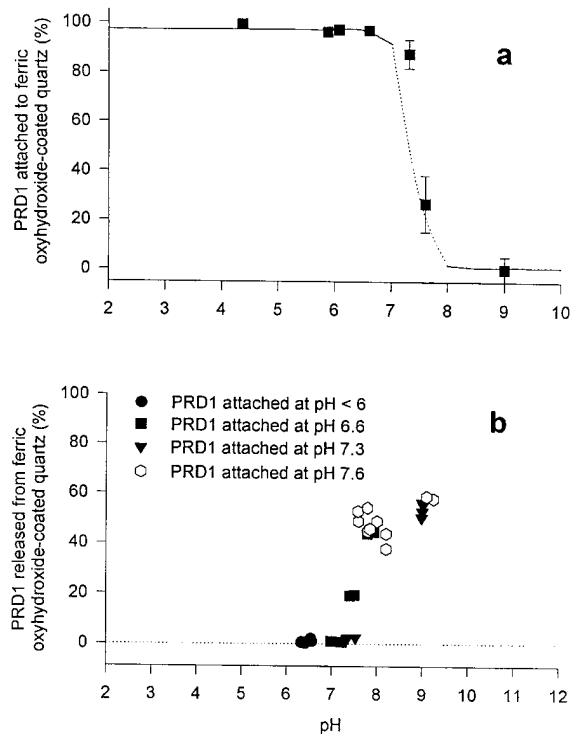 PRD1 attached to ferric
oxyhydroxide-coated quartz (%)
100
80
60
40
20
0
a
2 3 4 5 6 7 8 9 10
PRD1 released from ferric
oxyhydroxide-coated quartz (%)
100
80
60
40
20
0
PRD1 attached at pH < 6
PRD1 attached at pH 6.6
PRD1 attached at pH 7.3
PRD1 attached at pH 7.6
b
2 3 4 5 6 7 8 9 10 11 12
pH